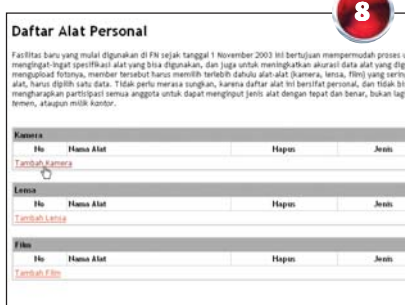 8
Daftar Alat Personal
Fasilitas baru yang mulai digunakan di FN sejak tanggal 1 November 2003 ini bertujuan mempermudah proses u
mengingat-ingat spesifikasi alat yang bisa digunakan, dan juga untuk meningkatkan akurasi data alat yang dig
mengupload fotonya, member tersebut harus memilih terlebih dahulu alat-alat (kamera, lensa, film) yang serin
alat, harus dipilih satu data. Tidak perlu merasa sungkan, karena daftar alat ini bersifat personal, dan tidak bi
mengharapkan partisipasi semua anggota untuk dapat menginput jenis alat dengan tepat dan benar, bukan lag
temen, ataupun milik kantor.
Kamera
No Nama Alat Hapus Jenis
Tambah Kamera
Lensa
No Nama Alat Hapus Jenis
Tambah Lensa
Film
No Nama Alat Hapus Jenis
Tambah Film